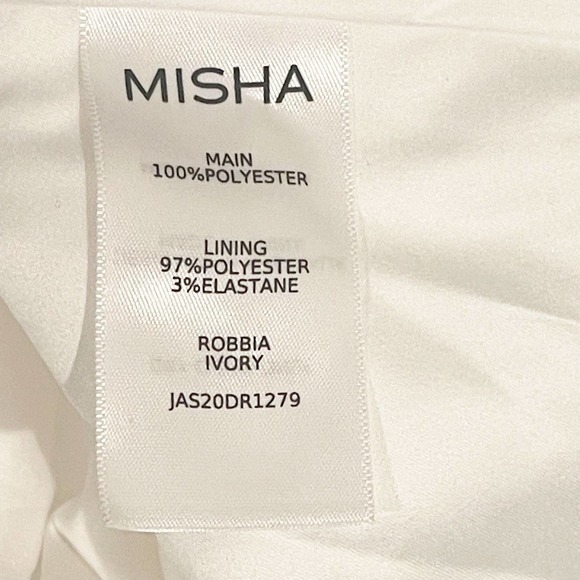 MISHA
MAIN
100%POLYESTER
LINING
97%POLYESTER
3%ELASTANE
ROBBIA
IVORY
JAS20DR1279